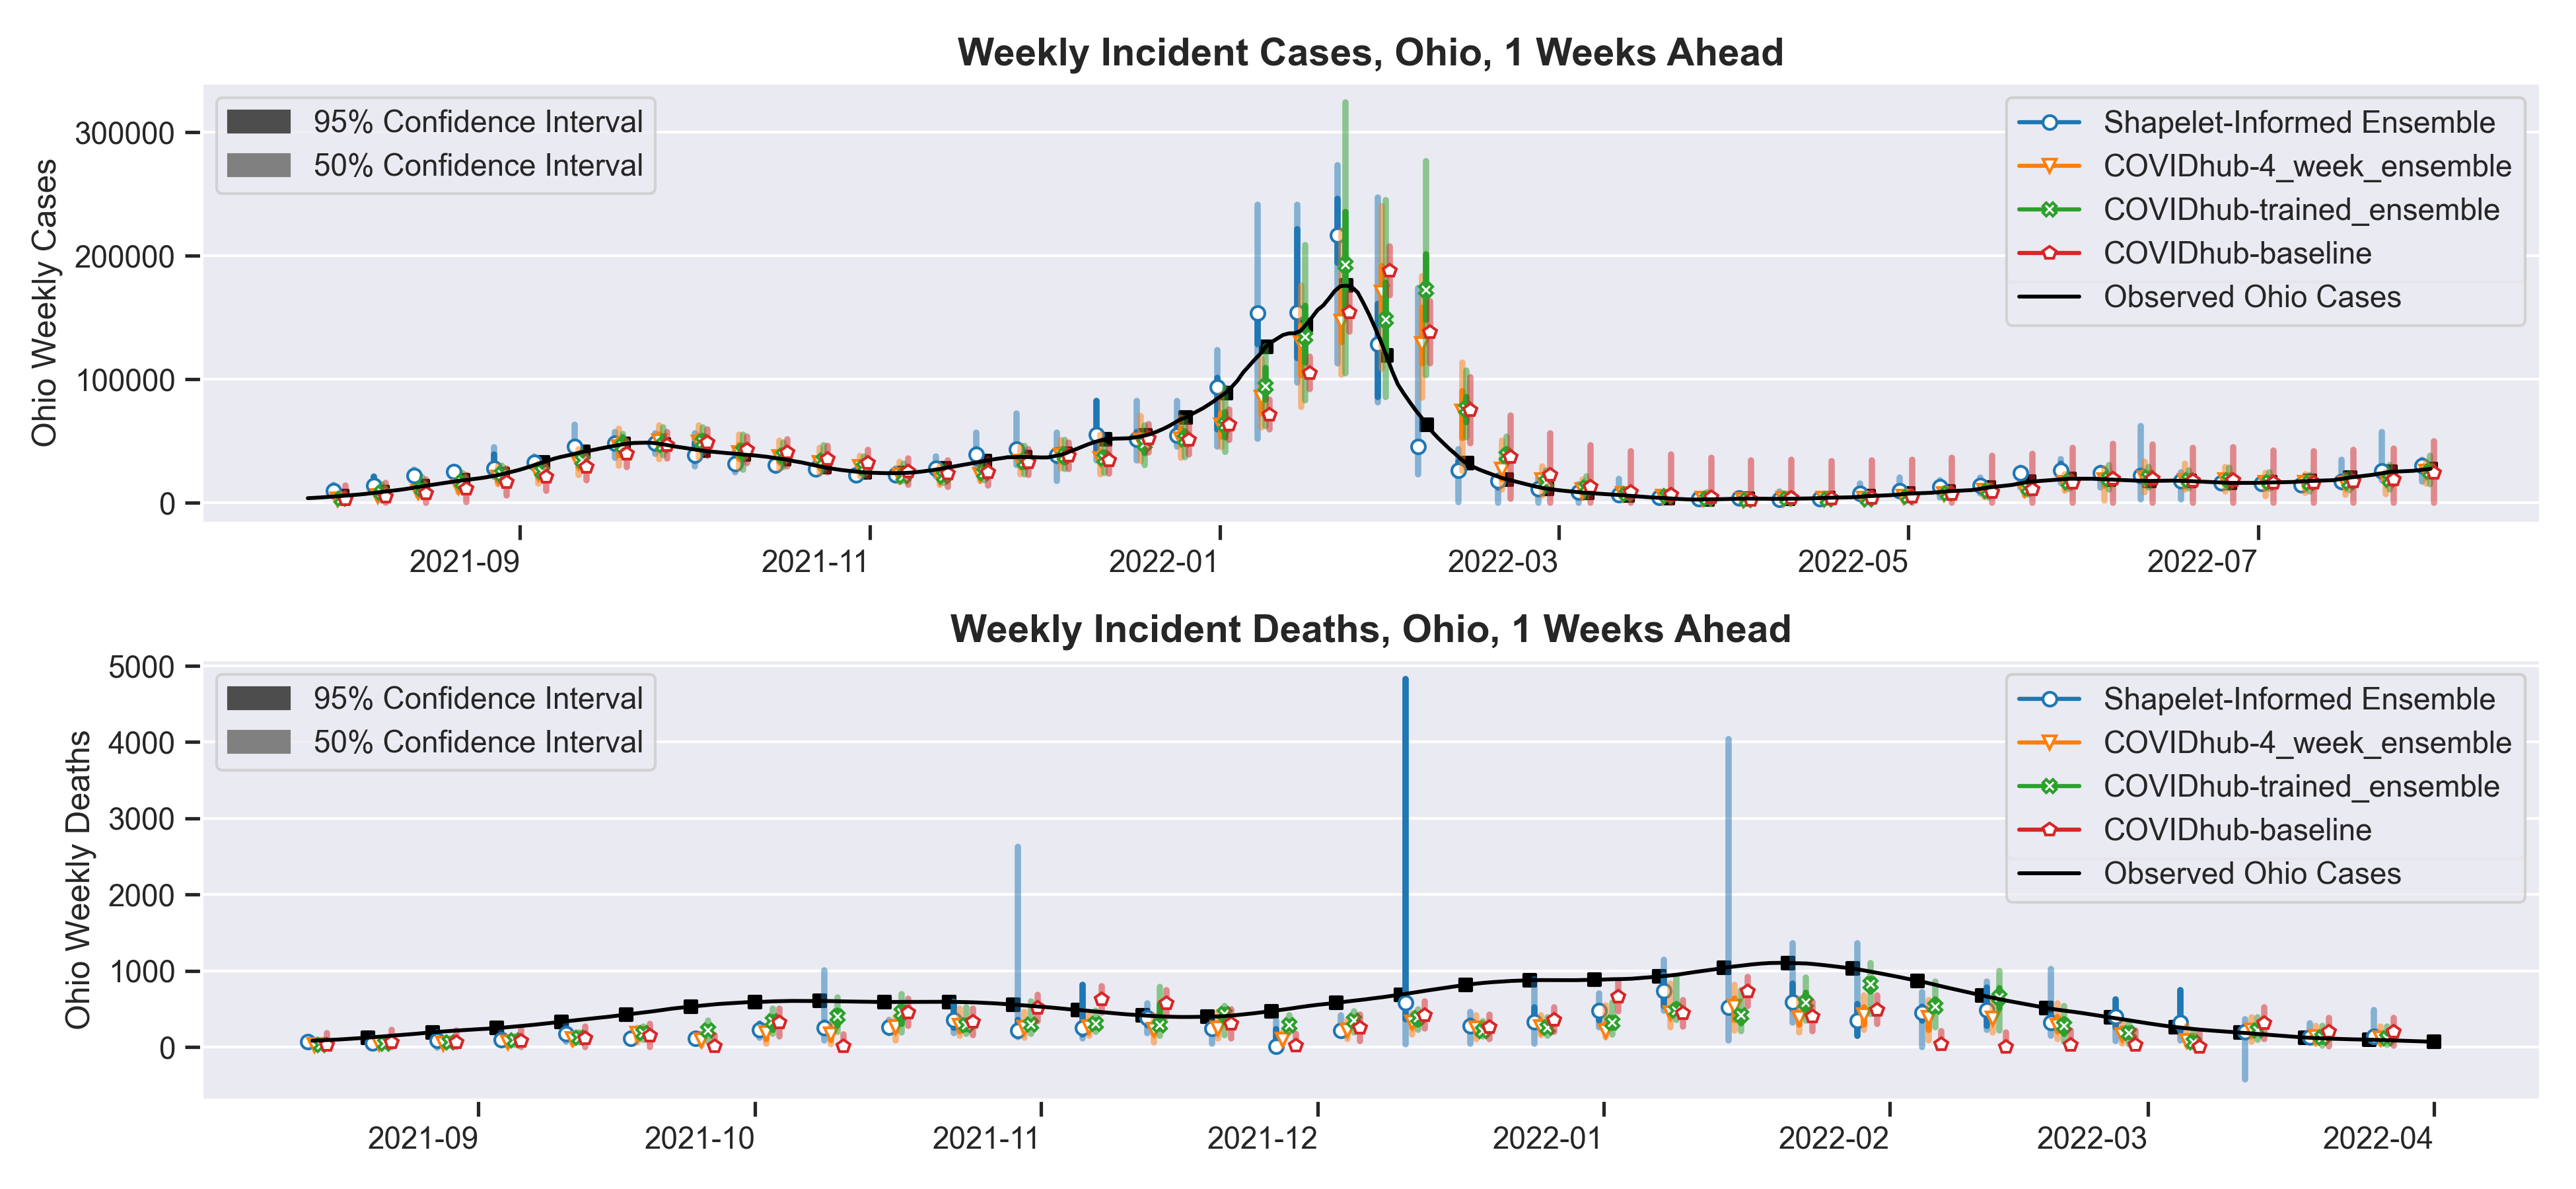 Weekly Incident Cases, Ohio, 1 Weeks Ahead
Ohio Weekly Cases
300000
200000
100000
0
95% Confidence Interval
50% Confidence Interval
Shapelet-Informed Ensemble
COVIDhub-4_week_ensemble
COVIDhub-trained_ensemble
COVIDhub-baseline
Observed Ohio Cases
2021-09
2021-11
2022-01
2022-03
2022-05
2022-07
Weekly Incident Deaths, Ohio, 1 Weeks Ahead
Ohio Weekly Deaths
5000
4000
3000
2000
1000
0
95% Confidence Interval
50% Confidence Interval
Shapelet-Informed Ensemble
COVIDhub-4_week_ensemble
COVIDhub-trained_ensemble
COVIDhub-baseline
Observed Ohio Cases
2021-09
2021-10
2021-11
2021-12
2022-01
2022-02
2022-03
2022-04